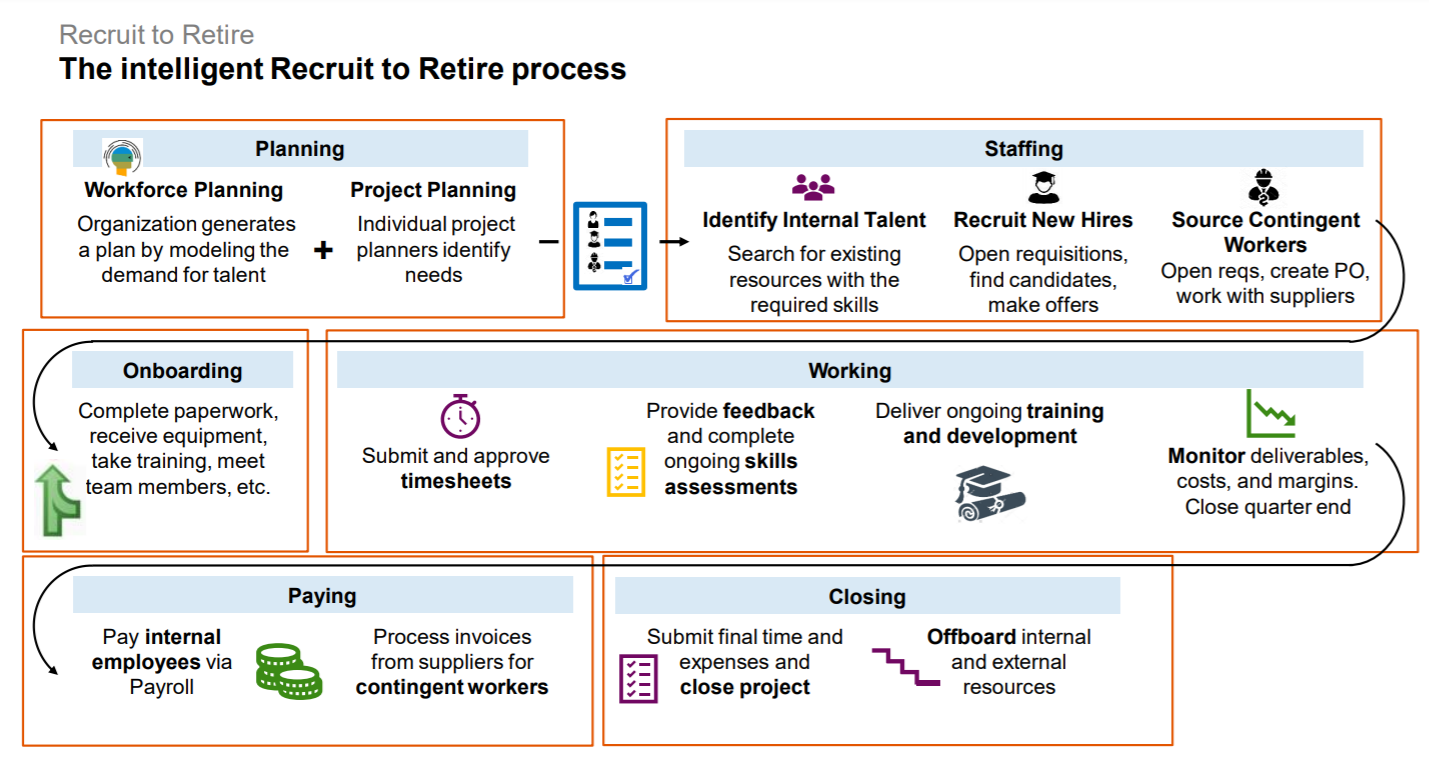 Recruit to Retire
The intelligent Recruit to Retire process
Planning
Workforce Planning
Organization generates
a plan by modeling the
demand for talent
+
Project Planning
Individual project
planners identify
needs
Staffing
Identify Internal Talent
Search for existing
resources with the
required skills
Recruit New Hires
Open requisitions,
find candidates,
make offers
Source Contingent
Workers
Open reqs, create PO,
work with suppliers
Onboarding
Complete paperwork,
receive equipment,
take training, meet
team members, etc.
Working
Submit and approve
timesheets
Provide feedback
and complete
ongoing skills
assessments
Deliver ongoing training
and development
Monitor deliverables,
costs, and margins.
Close quarter end
Paying
Pay internal
employees via
Payroll
Process invoices
from suppliers for
contingent workers
Closing
Submit final time and
expenses and
close project
Offboard internal
and external
resources